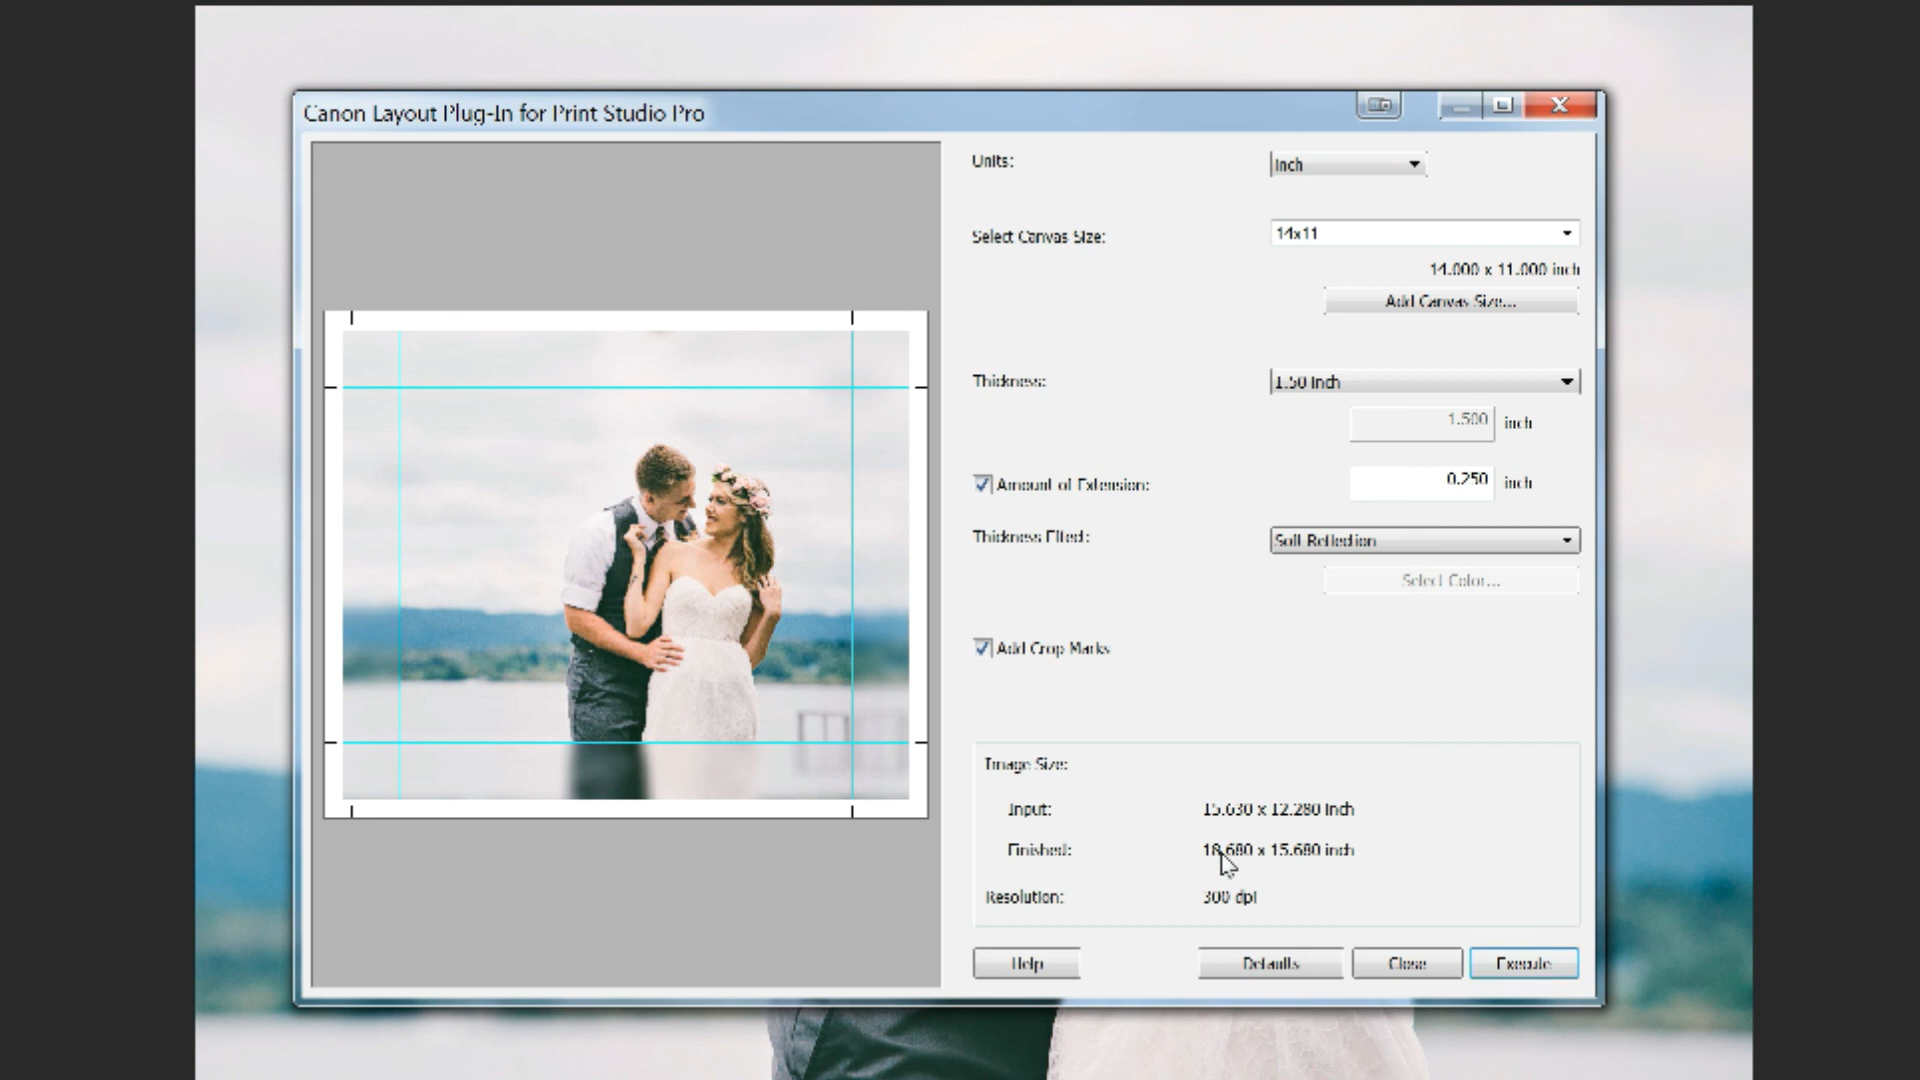 Canon Layout Plug-In for Print Studio Pro
Units:
Inch
Select Canvas Size:
14x11
14.000 x 11.000 inch
Add Canvas Size...
Thickness:
1.50 Inch
1.500 inch
Amount of Extension:
0.250 inch
Thickness Effect:
Soft Reflection
Select Color...
Add Crop Marks
Image Size:
Input:
15.630 x 12.280 inch
Finished:
18.680 x 15.680 inch
Resolution:
300 dpi
Help
Defaults
Close
Execute